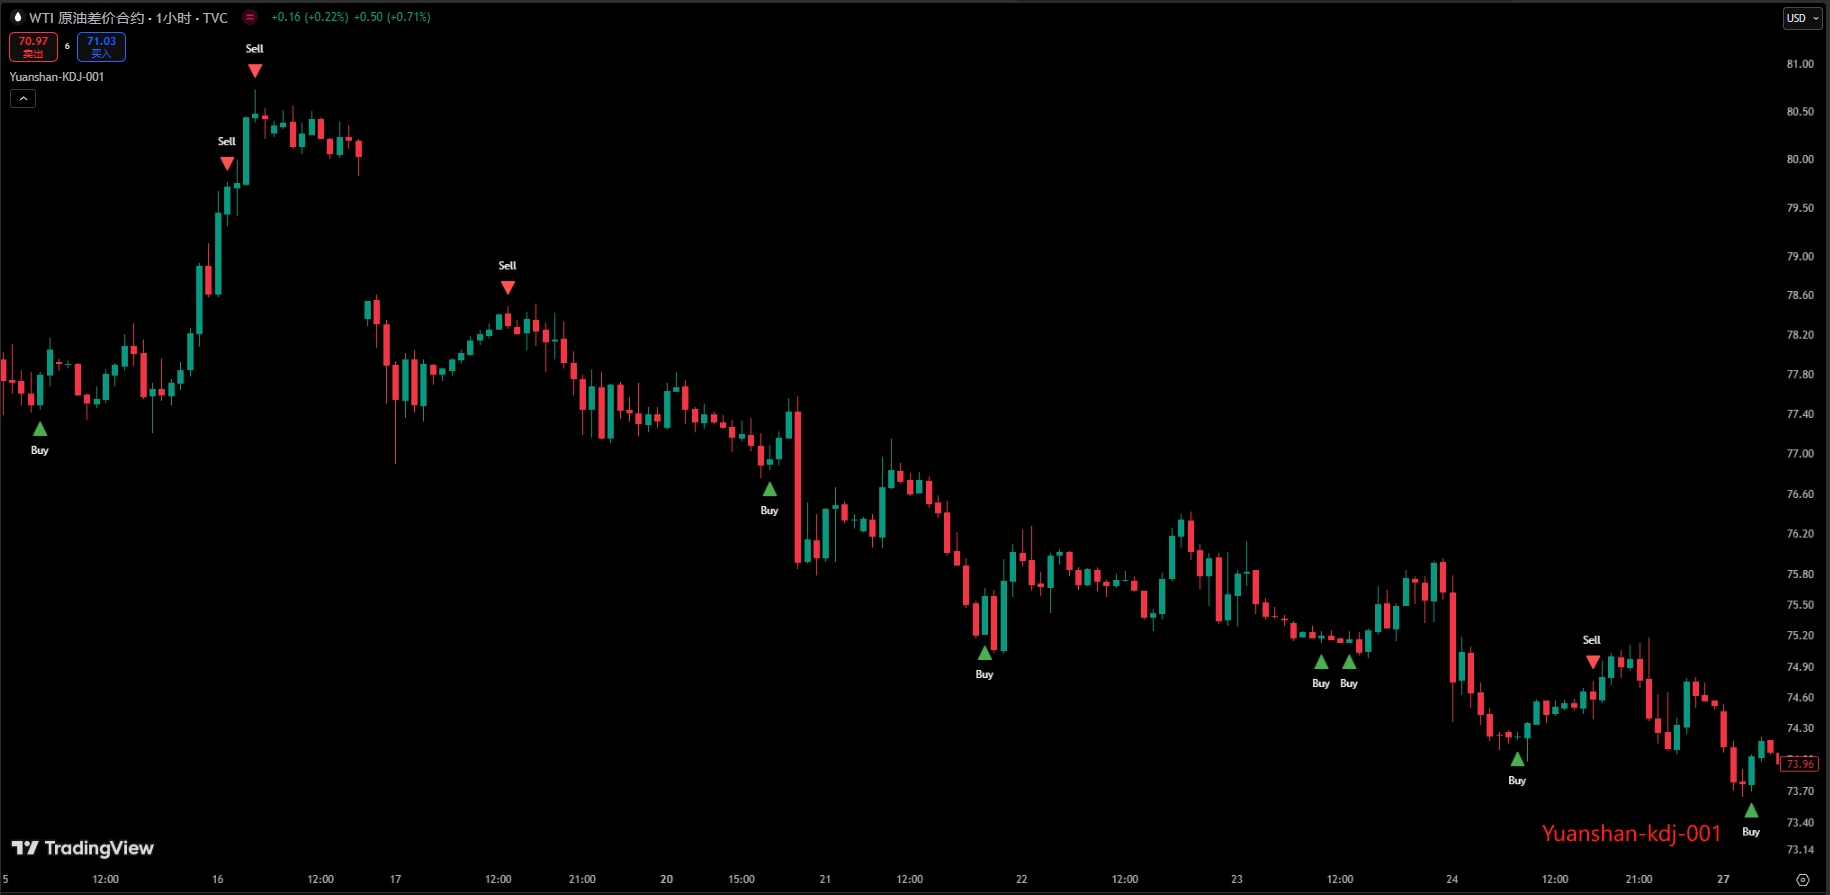 WTI 原油差价合约 · 1小时 · TVC ≈ +0.16 (+0.22%) +0.50 (+0.71%)
USD
70.97 6 71.03
卖出 买入
Yuanshan-KDJ-001
Sell
Sell
Sell
Sell
Buy
Buy
Buy
Buy
Buy
Buy
Buy
81.00
80.50
80.00
79.50
79.00
78.60
78.20
77.80
77.40
77.00
76.60
76.20
75.80
75.50
75.20
74.90
74.60
74.30
73.96
73.70
73.40
73.14
Yuanshan-kdj-001
TradingView
5 12:00 16 12:00 17 12:00 21:00 20 15:00 21 12:00 22 12:00 23 12:00 24 12:00 21:00 27